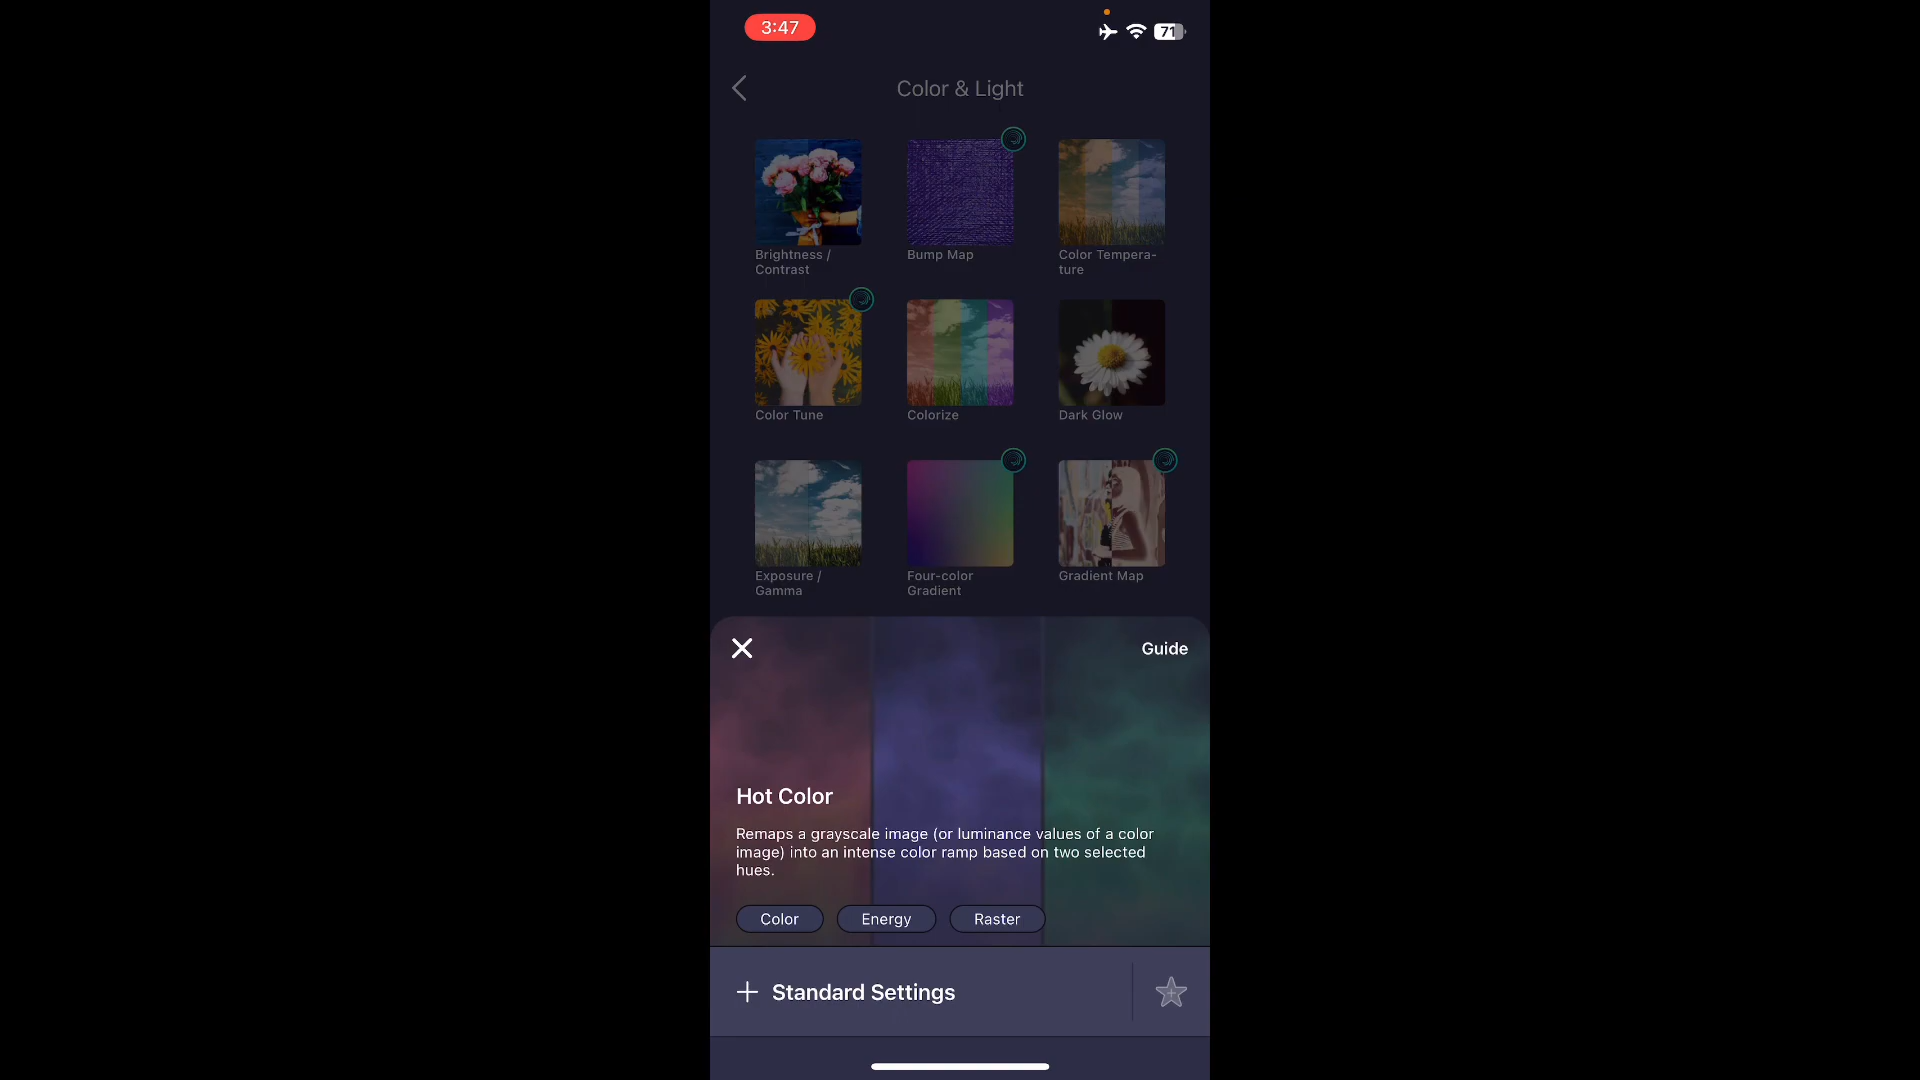 3:47
71
Color & Light
Brightness /
Contrast
Bump Map
Color Tempera-
ture
Color Tune
Colorize
Dark Glow
Exposure /
Gamma
Four-color
Gradient
Gradient Map
Guide
Hot Color
Remaps a grayscale image (or luminance values of a color
image) into an intense color ramp based on two selected
hues.
Color
Energy
Raster
Standard Settings